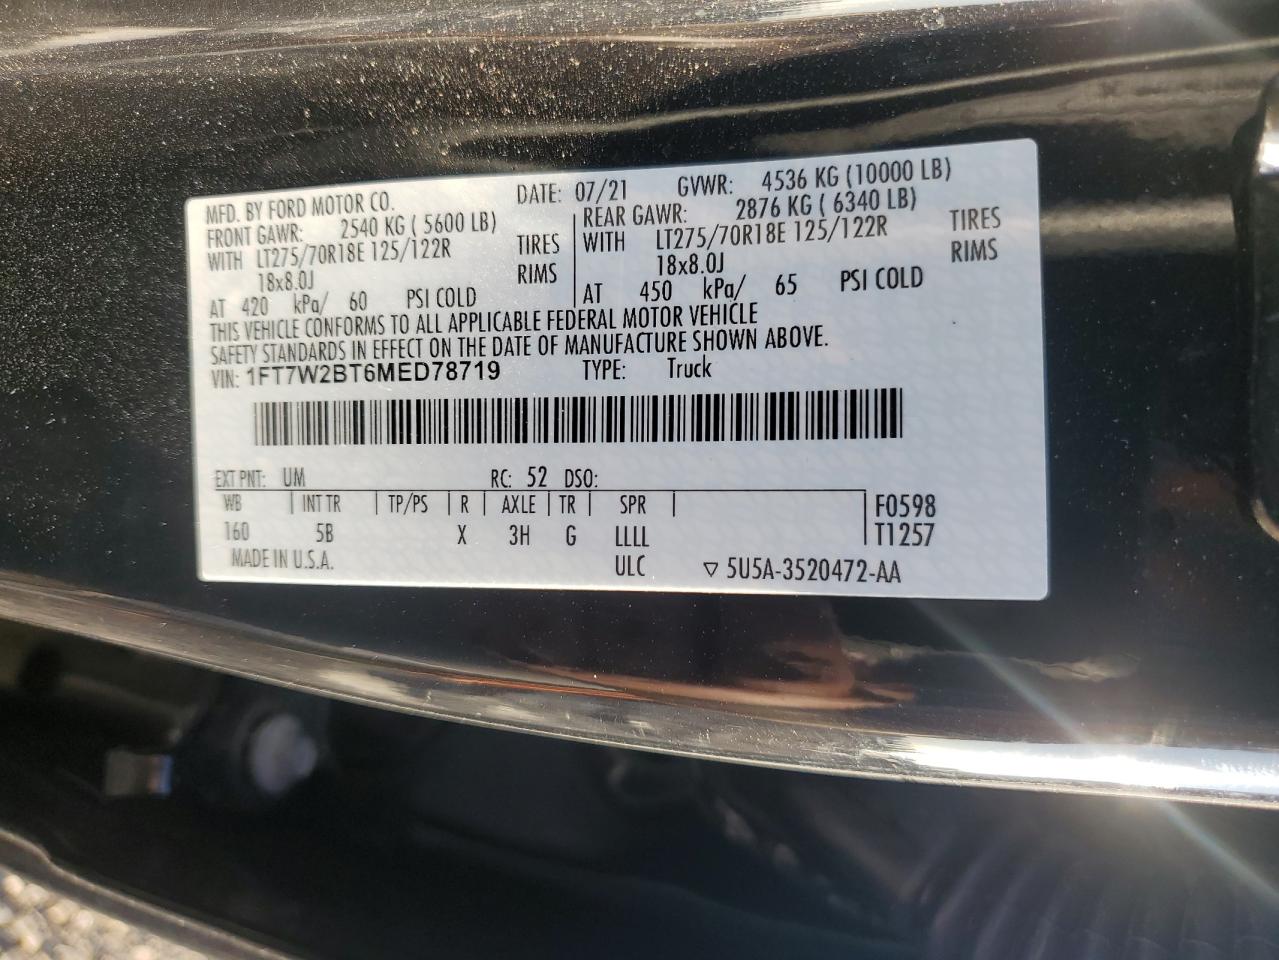 MFD. BY FORD MOTOR CO. DATE: 07/21 GVWR: 4536 KG (10000 LB)
FRONT GAWR: 2540 KG ( 5600 LB) REAR GAWR: 2876 KG ( 6340 LB)
WITH LT275/70R18E 125/122R TIRES WITH LT275/70R18E 125/122R TIRES
18x8.0J RIMS 18x8.0J RIMS
AT 420 kPa/ 60 PSI COLD AT 450 kPa/ 65 PSI COLD
THIS VEHICLE CONFORMS TO ALL APPLICABLE FEDERAL MOTOR VEHICLE
SAFETY STANDARDS IN EFFECT ON THE DATE OF MANUFACTURE SHOWN ABOVE.
VIN: 1FT7W2BT6MED78719 TYPE: Truck
EXT PNT: UM RC: 52 DSO:
WB INT TR TP/PS R AXLE TR SPR F0598
160 5B X 3H G LLLL T1257
MADE IN U.S.A. ULC ▽ 5U5A-3520472-AA